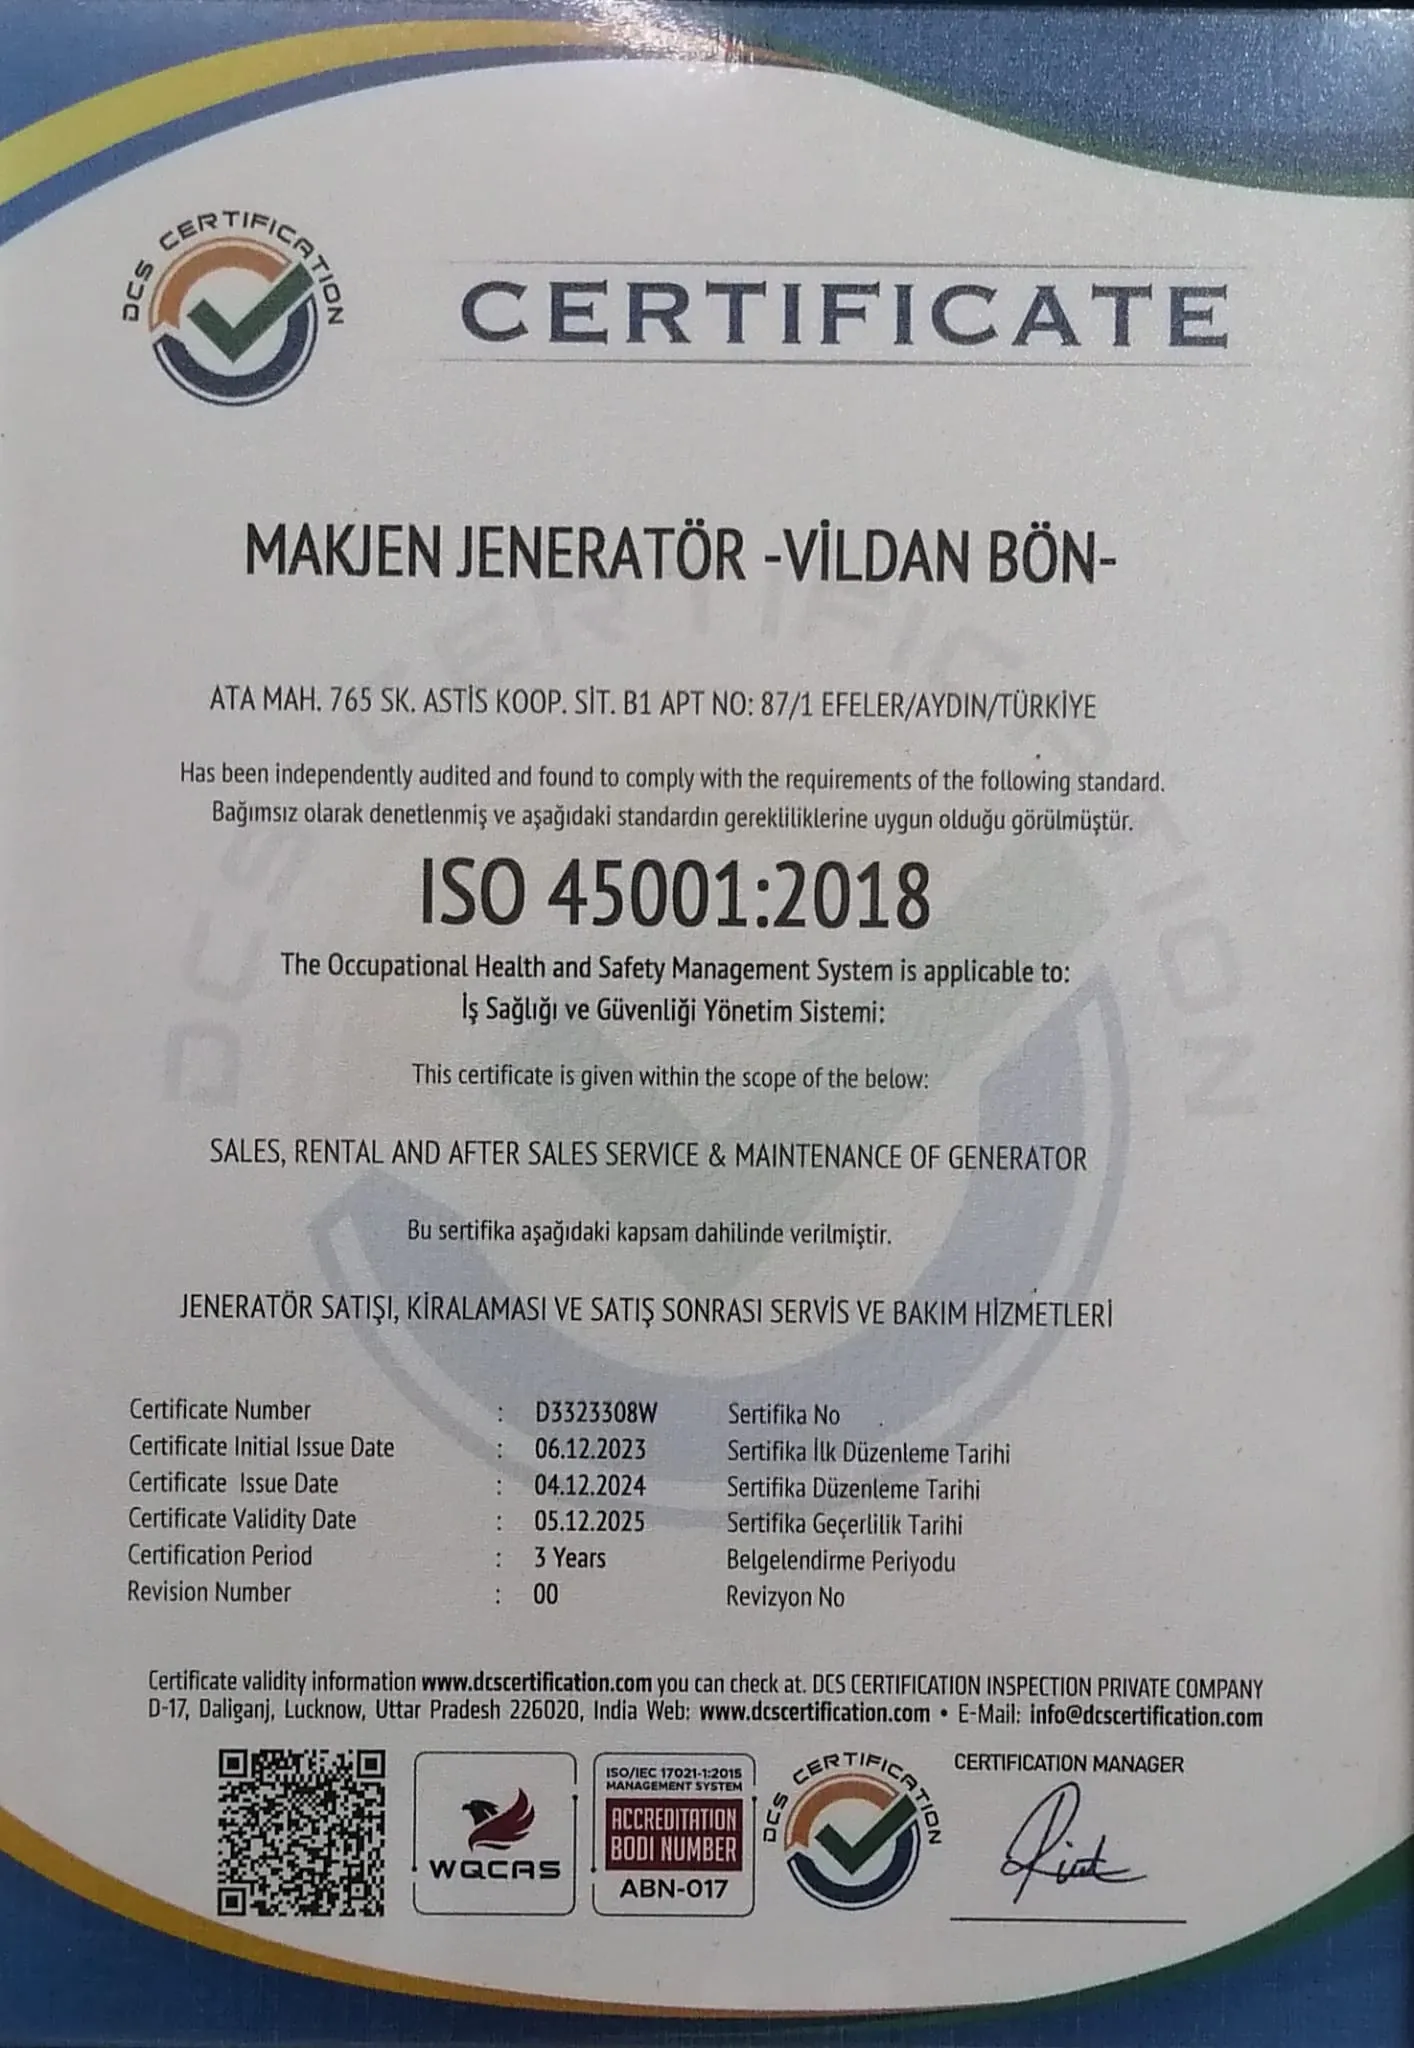 DCS CERTIFICATION
CERTIFICATE
MAKJEN JENERATÖR -VİLDAN BÖN-
ATA MAH. 765 SK. ASTİS KOOP. SİT. B1 APT NO: 87/1 EFELER/AYDIN/TÜRKİYE
Has been independently audited and found to comply with the requirements of the following standard.
Bağımsız olarak denetlenmiş ve aşağıdaki standardın gerekliliklerine uygun olduğu görülmüştür.
ISO 45001:2018
The Occupational Health and Safety Management System is applicable to:
İş Sağlığı ve Güvenliği Yönetim Sistemi:
This certificate is given within the scope of the below:
SALES, RENTAL AND AFTER SALES SERVICE & MAINTENANCE OF GENERATOR
Bu sertifika aşağıdaki kapsam dahilinde verilmiştir.
JENERATÖR SATIŞI, KİRALAMASI VE SATIŞ SONRASI SERVİS VE BAKIM HİZMETLERİ
Certificate Number : D3323308W Sertifika No
Certificate Initial Issue Date : 06.12.2023 Sertifika İlk Düzenleme Tarihi
Certificate Issue Date : 04.12.2024 Sertifika Düzenleme Tarihi
Certificate Validity Date : 05.12.2025 Sertifika Geçerlilik Tarihi
Certification Period : 3 Years Belgelendirme Periyodu
Revision Number : 00 Revizyon No
Certificate validity information www.dcscertification.com you can check at. DCS CERTIFICATION INSPECTION PRIVATE COMPANY
D-17, Daliganj, Lucknow, Uttar Pradesh 226020, India Web: www.dcscertification.com • E-Mail: info@dcscertification.com
WQCAS
ISO/IEC 17021-1:2015
MANAGEMENT SYSTEM
ACCREDITATION
BODI NUMBER
ABN-017
DCS CERTIFICATION
CERTIFICATION MANAGER